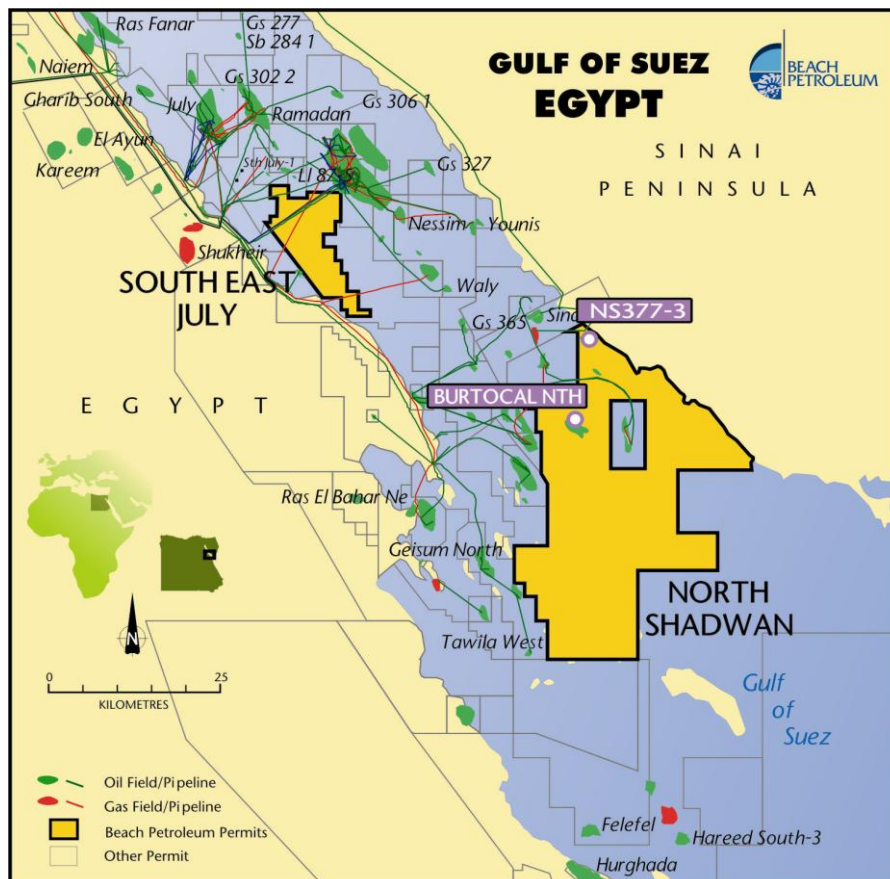 GULF OF SUEZ
EGYPT
BEACH
PETROLEUM
SINAI
PENINSULA
Ras Fanar
Gs 277
Sb 284 1
Naiem
Gharib South
July
Gs 302 2
Ramadan
Gs 306 1
El Ayun
Kareem
Sth July-1
Gs 327
Nessim
Younis
Shukheir
SOUTH EAST
JULY
Waly
Gs 365
NS377-3
BURTOCAL NTH
EGYPT
Ras El Bahar Ne
Geisum North
NORTH
SHADWAN
Tawila West
N
0 25
KILOMETRES
Gulf
of
Suez
Oil Field/Pipeline
Gas Field/Pipeline
Beach Petroleum Permits
Other Permit
Felefel
Hareed South-3
Hurghada